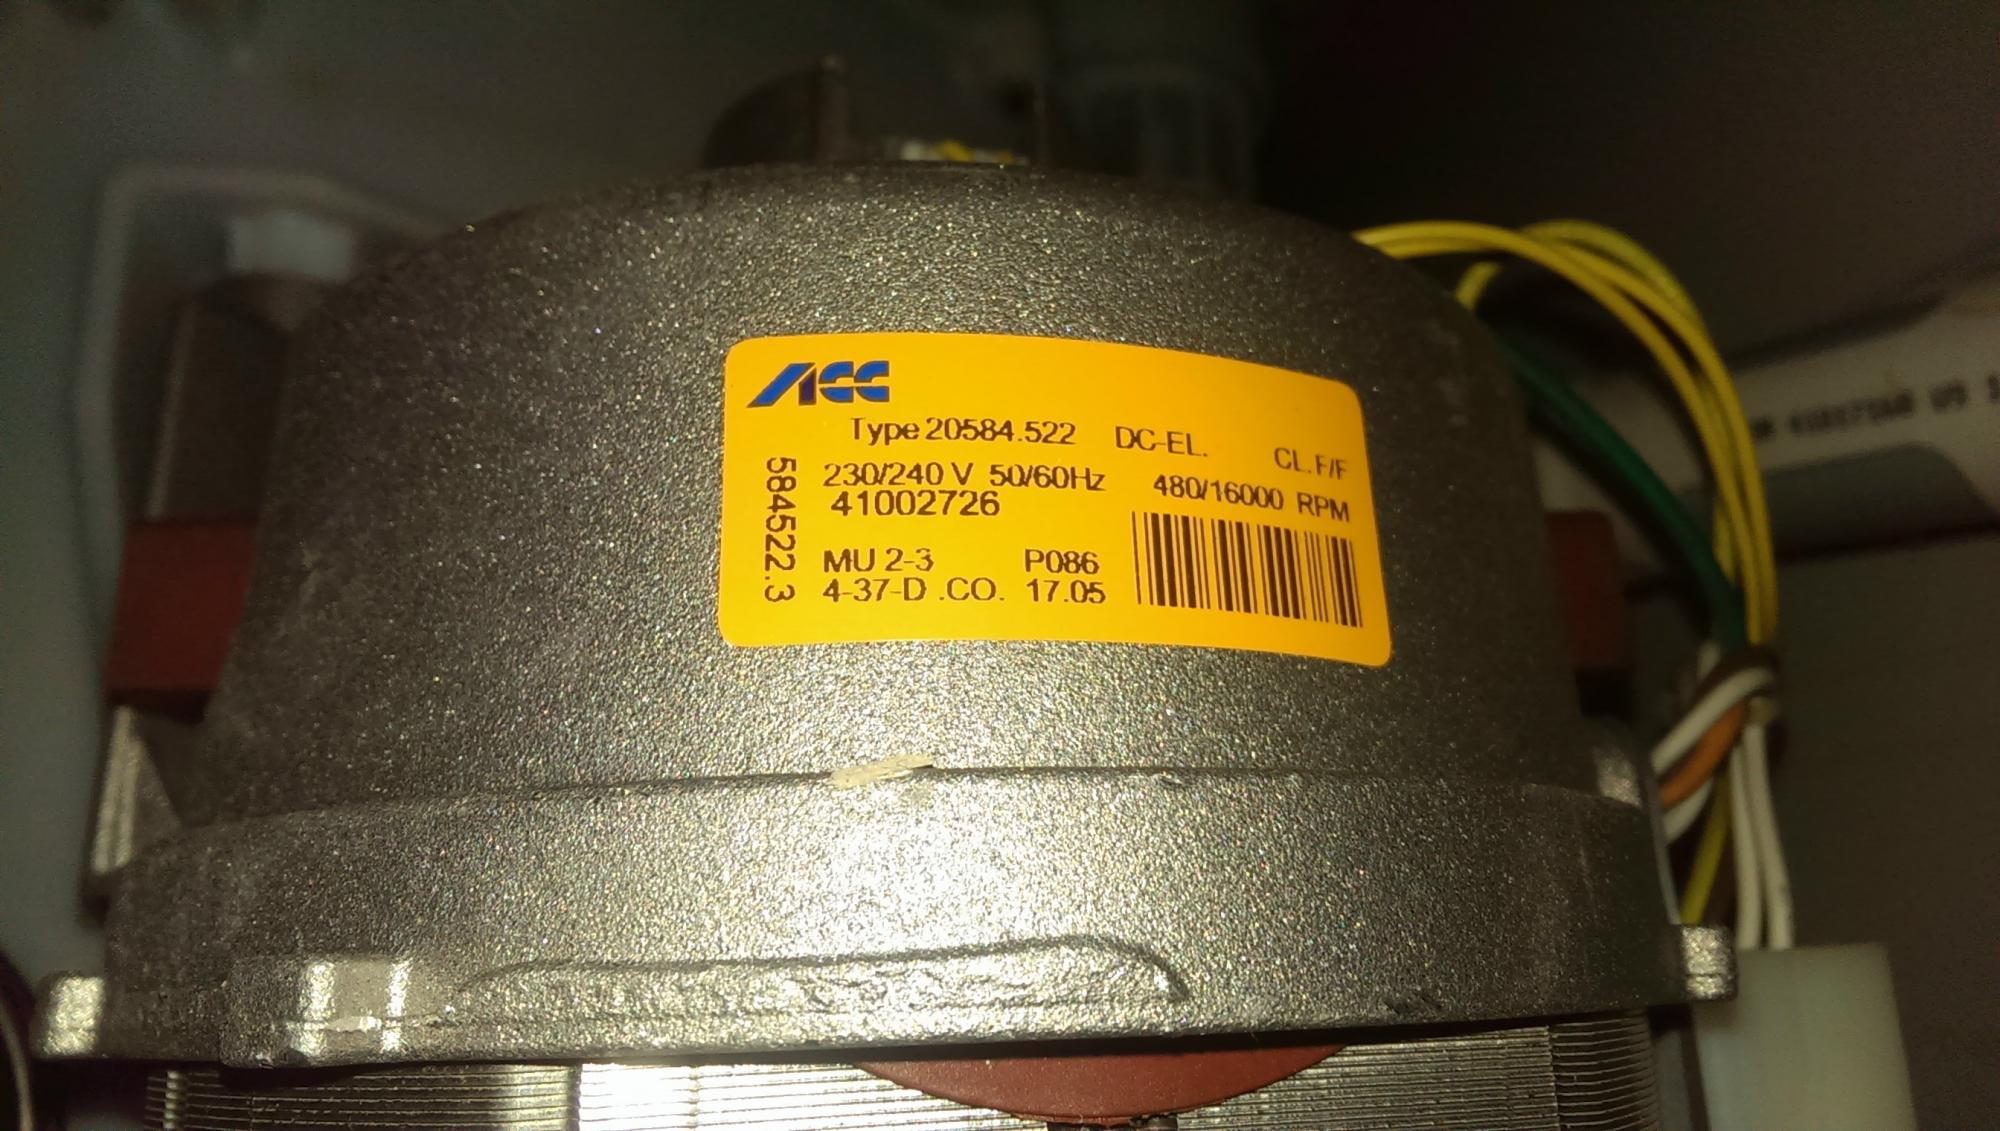 ACC
Type 20584.522 DC-EL. CL. F/F
230/240 V 50/60Hz 480/16000 RPM
41002726
MU 2-3 P086
4-37-D .CO. 17.05
584522.3